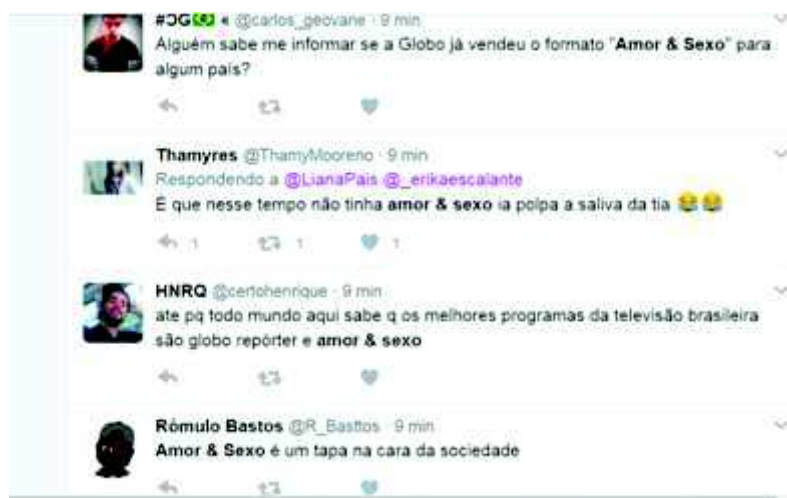 #ƆG « @carlos_geovane · 9 min
Alguém sabe me informar se a Globo já vendeu o formato "Amor & Sexo" para
algum país?
Thamyres @ThamyMooreno · 9 min
Respondendo a @LianaPais @_erikaescalante
É que nesse tempo não tinha amor & sexo ia polpa a saliva da tia 😂😂
1 1 1
HNRQ @certohenrique · 9 min
ate pq todo mundo aqui sabe q os melhores programas da televisão brasileira
são globo repórter e amor & sexo
Rômulo Bastos @R_Basttos · 9 min
Amor & Sexo é um tapa na cara da sociedade